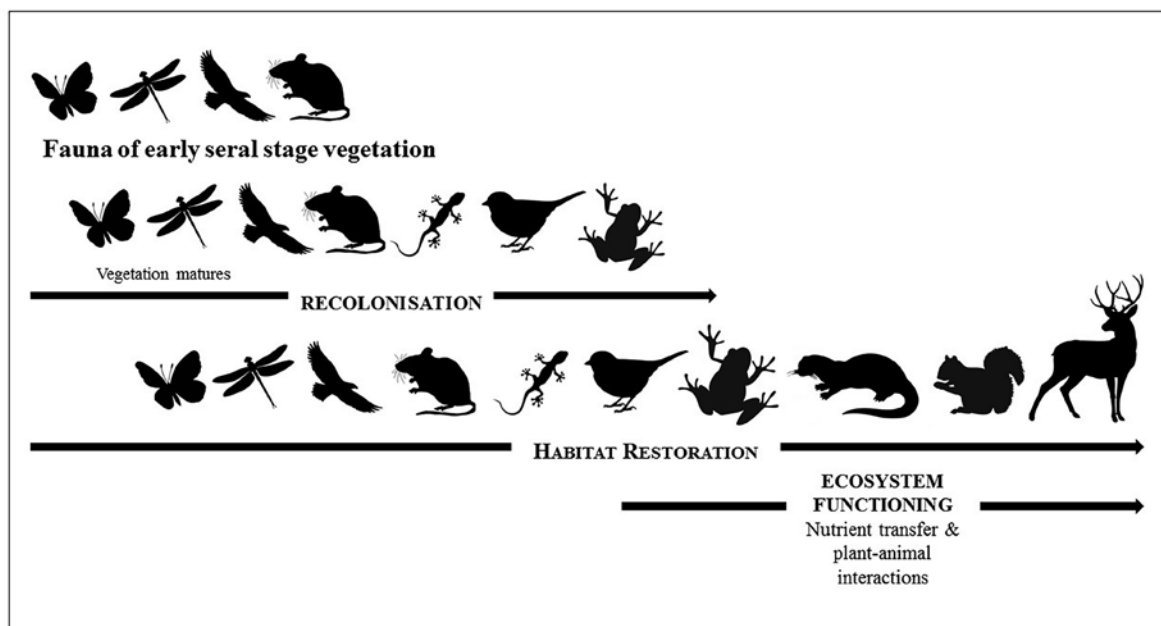 Fauna of early seral stage vegetation
Vegetation matures
RECOLONISATION
HABITAT RESTORATION
ECOSYSTEM
FUNCTIONING
Nutrient transfer &
plant-animal
interactions